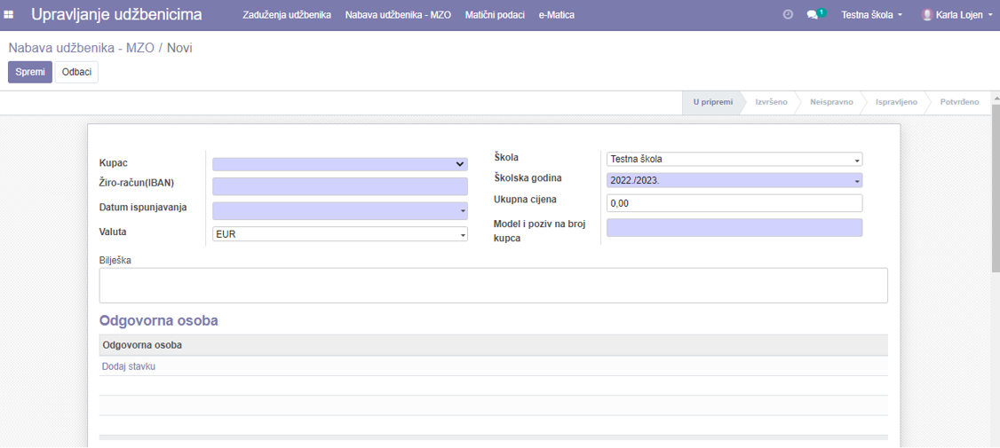 Upravljanje udžbenicima Zaduženja udžbenika Nabava udžbenika - MZO Matični podaci e-Matica 1 Testna škola Karla Lojen
Nabava udžbenika - MZO / Novi
Spremi Odbaci
U pripremi Izvršeno Neispravno Ispravljeno Potvrđeno
Kupac
Žiro-račun(IBAN)
Datum ispunjavanja
Valuta EUR
Škola Testna škola
Školska godina 2022./2023.
Ukupna cijena 0,00
Model i poziv na broj
kupca
Bilješka
Odgovorna osoba
Odgovorna osoba
Dodaj stavku